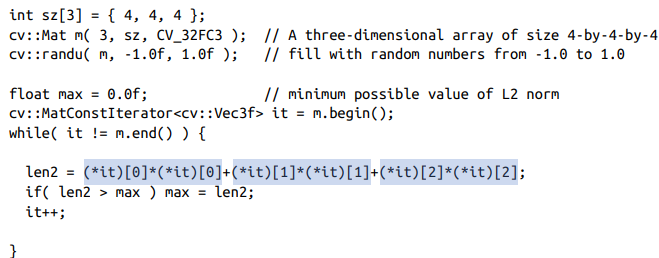 int sz[3] = { 4, 4, 4 };
cv::Mat m( 3, sz, CV_32FC3 );  // A three-dimensional array of size 4-by-4-by-4
cv::randu( m, -1.0f, 1.0f );   // fill with random numbers from -1.0 to 1.0
float max = 0.0f;              // minimum possible value of L2 norm
cv::MatConstIterator<cv::Vec3f> it = m.begin();
while( it != m.end() ) {
  len2 = (*it)[0]*(*it)[0]+(*it)[1]*(*it)[1]+(*it)[2]*(*it)[2];
  if( len2 > max ) max = len2;
  it++;
}